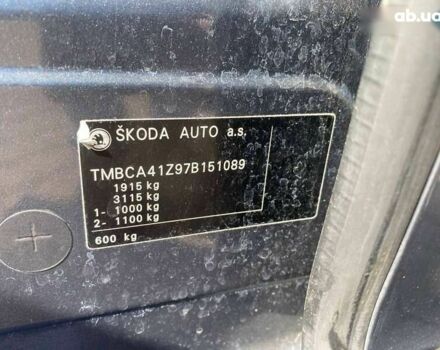 ab.ua
ŠKODA AUTO a.s.
TMBCA41Z97B151089
1915 kg
3115 kg
1- 1000 kg
2- 1100 kg
600 kg